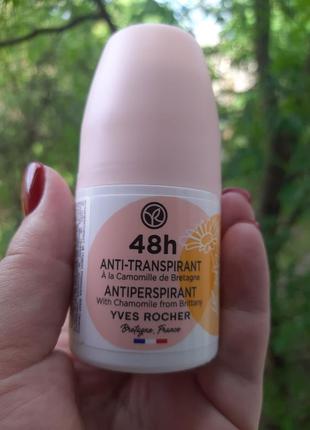 48h
ANTI-TRANSPIRANT
À la Camomille de Bretagne
ANTIPERSPIRANT
With Chamomile from Brittany
YVES ROCHER
Bretagne, France